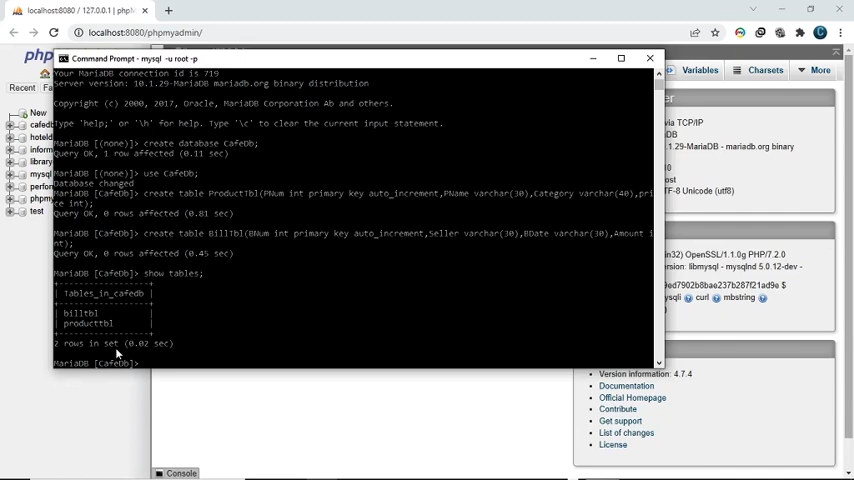 localhost:8080 / 127.0.0.1 | phpM
localhost:8080/phpmyadmin/
php
Command Prompt - mysql -u root -p
Variables
Charsets
More
Recent
Fa
New
cafedb
hoteld
inform
library
mysql
perfor
phpmy
test
Your MariaDB connection id is 719
Server version: 10.1.29-MariaDB mariadb.org binary distribution
Copyright (c) 2000, 2017, Oracle, MariaDB Corporation Ab and others.
Type 'help;' or '\h' for help. Type '\c' to clear the current input statement.
MariaDB [(none)]> create database CafeDb;
Query OK, 1 row affected (0.11 sec)
MariaDB [(none)]> use CafeDb;
Database changed
MariaDB [CafeDb]> create table ProductTbl(PNum int primary key auto_increment,PName varchar(30),Category varchar(40),pri
ce int);
Query OK, 0 rows affected (0.81 sec)
MariaDB [CafeDb]> create table BillTbl(BNum int primary key auto_increment,Seller varchar(30),BDate varchar(30),Amount i
nt);
Query OK, 0 rows affected (0.45 sec)
MariaDB [CafeDb]> show tables;
+------------------+
| Tables_in_cafedb |
+------------------+
| billtbl          |
| producttbl       |
+------------------+
2 rows in set (0.02 sec)
MariaDB [CafeDb]>
er
via TCP/IP
DB
-10.1.29-MariaDB - mariadb.org binary
st
TF-8 Unicode (utf8)
in32) OpenSSL/1.1.0g PHP/7.2.0
version: libmysql - mysqlnd 5.0.12-dev -
9ed7902b8bae237b287f21ad9e $
ysqli curl mbstring
Version information: 4.7.4
Documentation
Official Homepage
Contribute
Get support
List of changes
License
Console